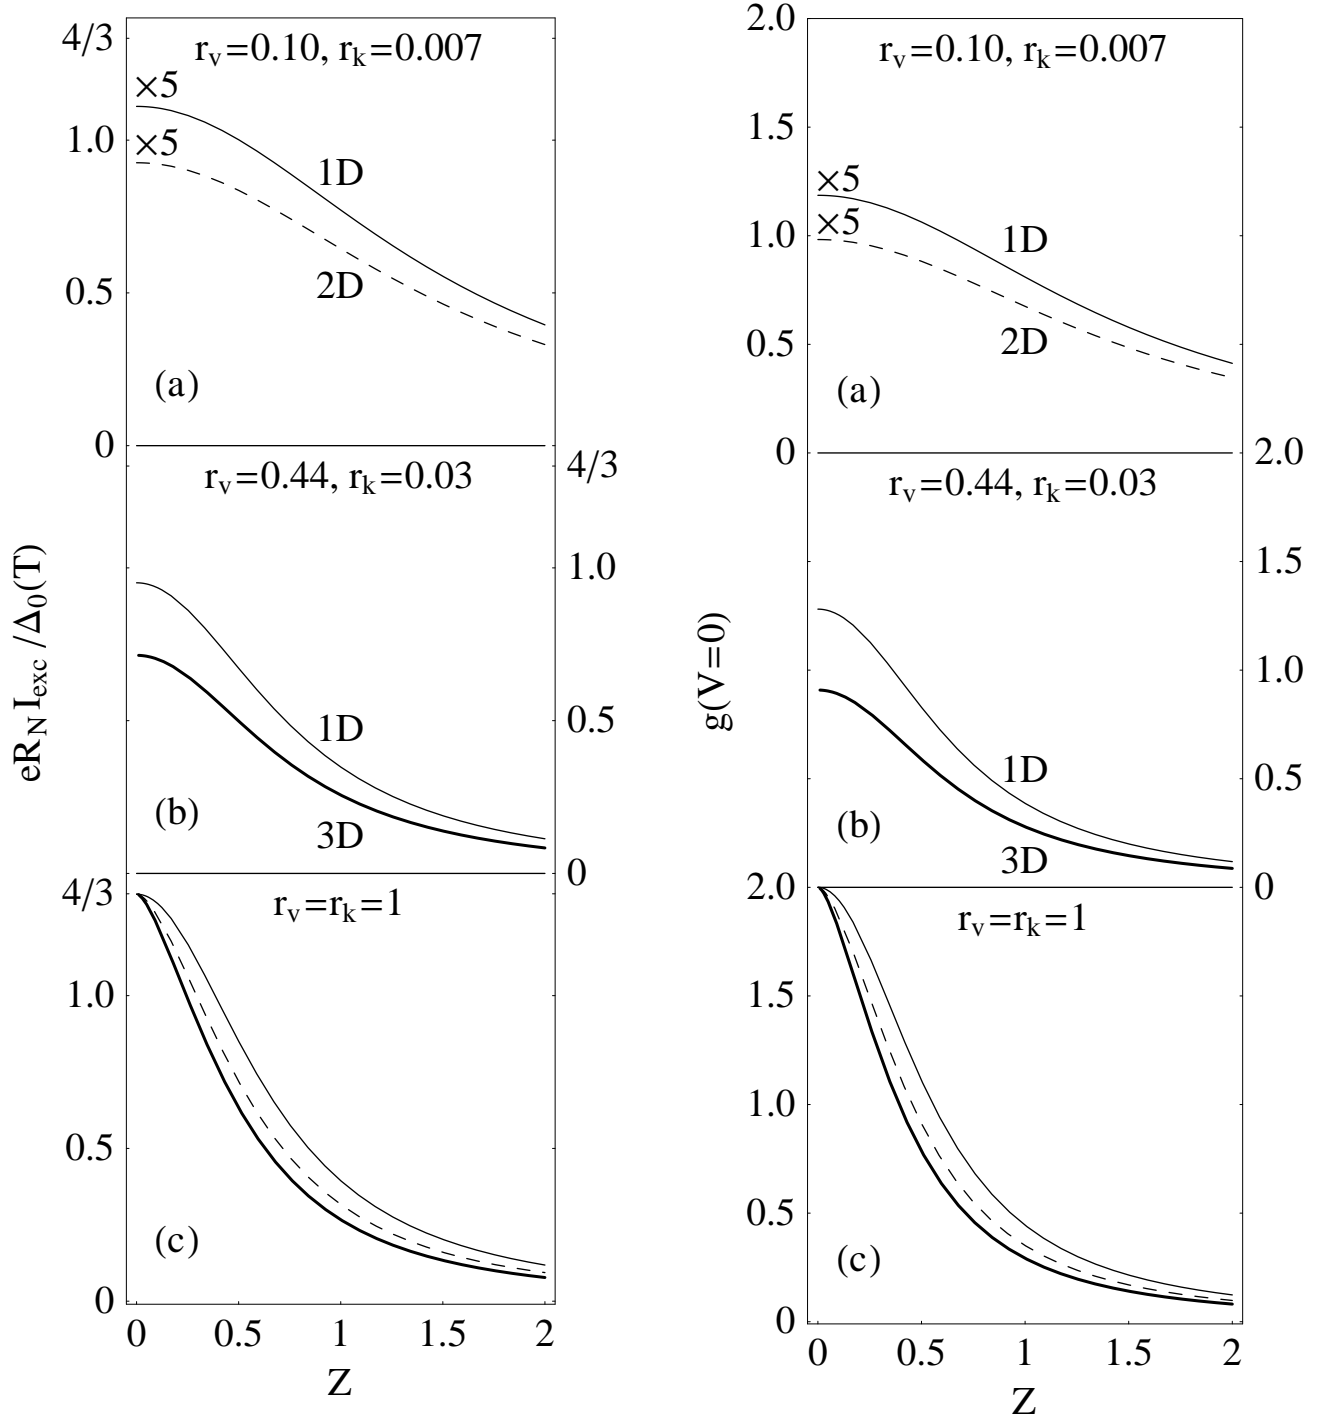 4/3
r_v=0.10, r_k=0.007
×5
1.0
×5
1D
0.5
2D
(a)
0
4/3
r_v=0.44, r_k=0.03
1.0
eR_N I_exc /Δ_0(T)
1D
0.5
(b)
3D
0
4/3
r_v=r_k=1
1.0
0.5
(c)
0
0 0.5 1 1.5 2
Z
2.0
r_v=0.10, r_k=0.007
1.5
×5
×5
1.0
1D
2D
0.5
(a)
0
2.0
r_v=0.44, r_k=0.03
1.5
g(V=0)
1.0
1D
0.5
(b)
3D
2.0
0
r_v=r_k=1
1.5
1.0
0.5
(c)
0
0 0.5 1 1.5 2
Z